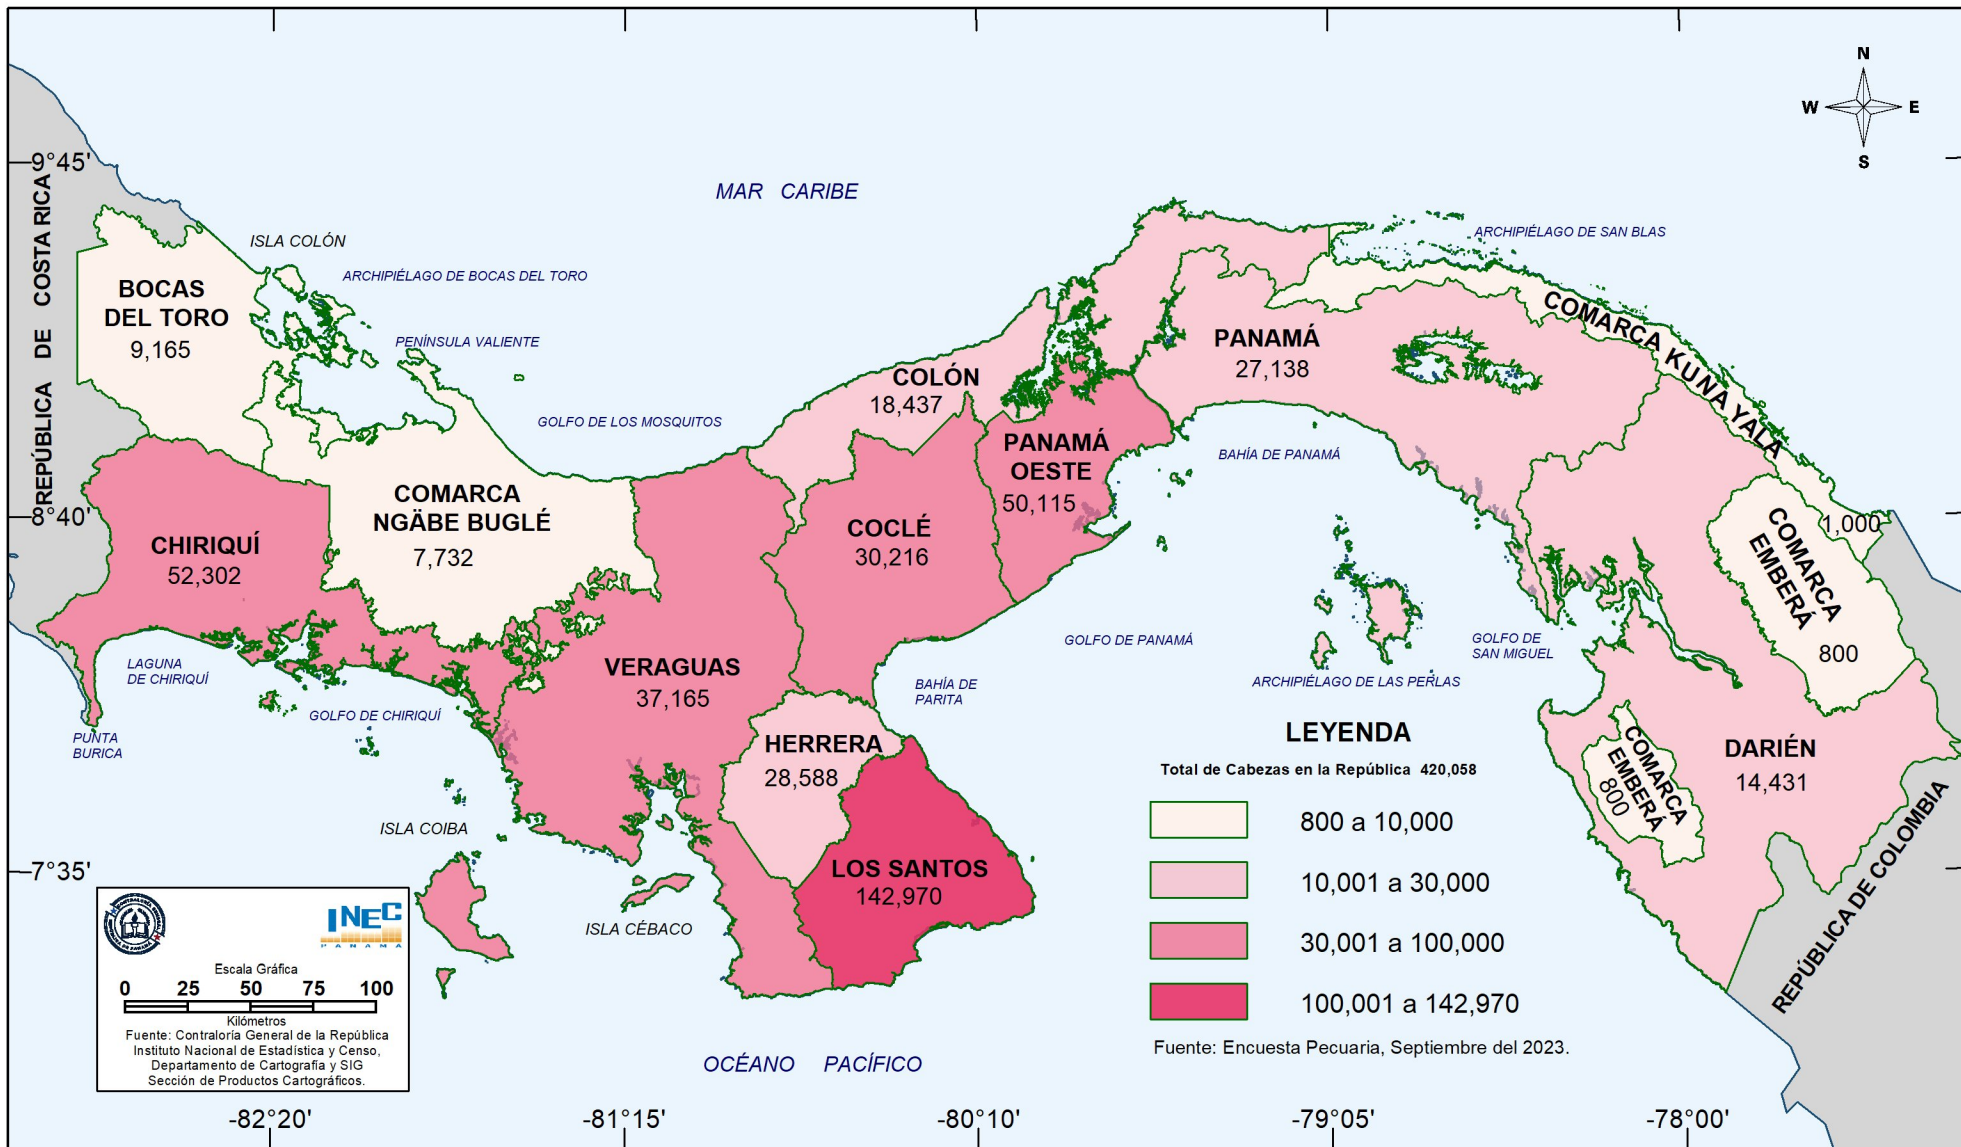 N
W E
S
9°45'
8°40'
7°35'
REPÚBLICA DE COSTA RICA
MAR CARIBE
ISLA COLÓN
ARCHIPIÉLAGO DE BOCAS DEL TORO
ARCHIPIÉLAGO DE SAN BLAS
BOCAS
DEL TORO
9,165
PENÍNSULA VALIENTE
GOLFO DE LOS MOSQUITOS
COLÓN
18,437
PANAMÁ
27,138
COMARCA KUNA YALA
1,000
PANAMÁ
OESTE
50,115
BAHÍA DE PANAMÁ
COMARCA
NGÄBE BUGLÉ
7,732
CHIRIQUÍ
52,302
COCLÉ
30,216
COMARCA
EMBERÁ
800
VERAGUAS
37,165
LAGUNA
DE CHIRIQUÍ
GOLFO DE CHIRIQUÍ
PUNTA
BURICA
GOLFO DE PANAMÁ
GOLFO DE
SAN MIGUEL
BAHÍA DE
PARITA
ARCHIPIÉLAGO DE LAS PERLAS
HERRERA
28,588
COMARCA
EMBERÁ
800
DARIÉN
14,431
ISLA COIBA
LOS SANTOS
142,970
ISLA CÉBACO
REPÚBLICA DE COLOMBIA
OCÉANO PACÍFICO
LEYENDA
Total de Cabezas en la República 420,058
800 a 10,000
10,001 a 30,000
30,001 a 100,000
100,001 a 142,970
Fuente: Encuesta Pecuaria, Septiembre del 2023.
INEC
PANAMA
Escala Gráfica
0 25 50 75 100
Kilómetros
Fuente: Contraloría General de la República
Instituto Nacional de Estadística y Censo,
Departamento de Cartografía y SIG
Sección de Productos Cartográficos.
-82°20' -81°15' -80°10' -79°05' -78°00'